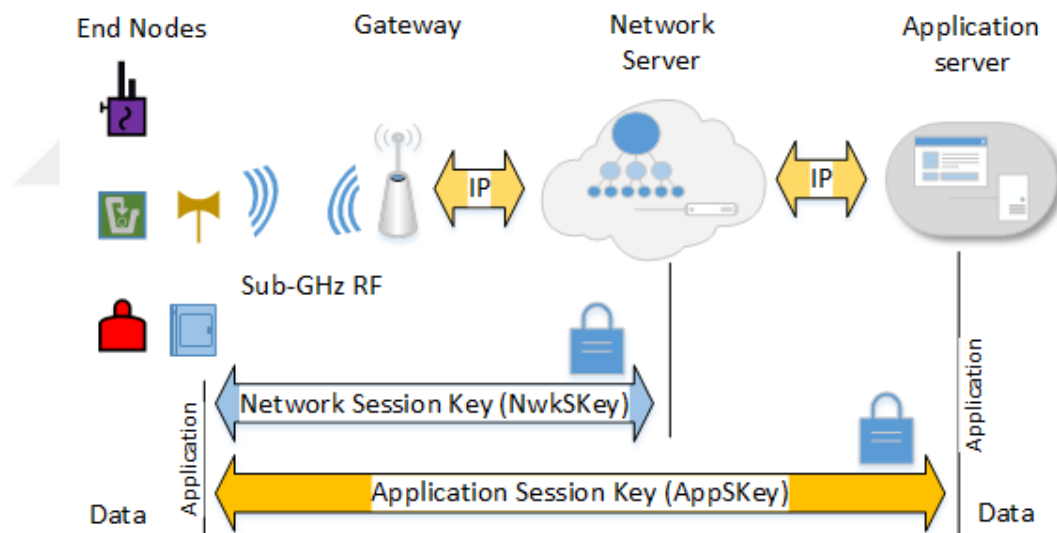 End Nodes
Gateway
Network
Server
Application
server
IP
IP
Sub-GHz RF
Network Session Key (NwkSKey)
Application
Application
Application Session Key (AppSKey)
Data
Data